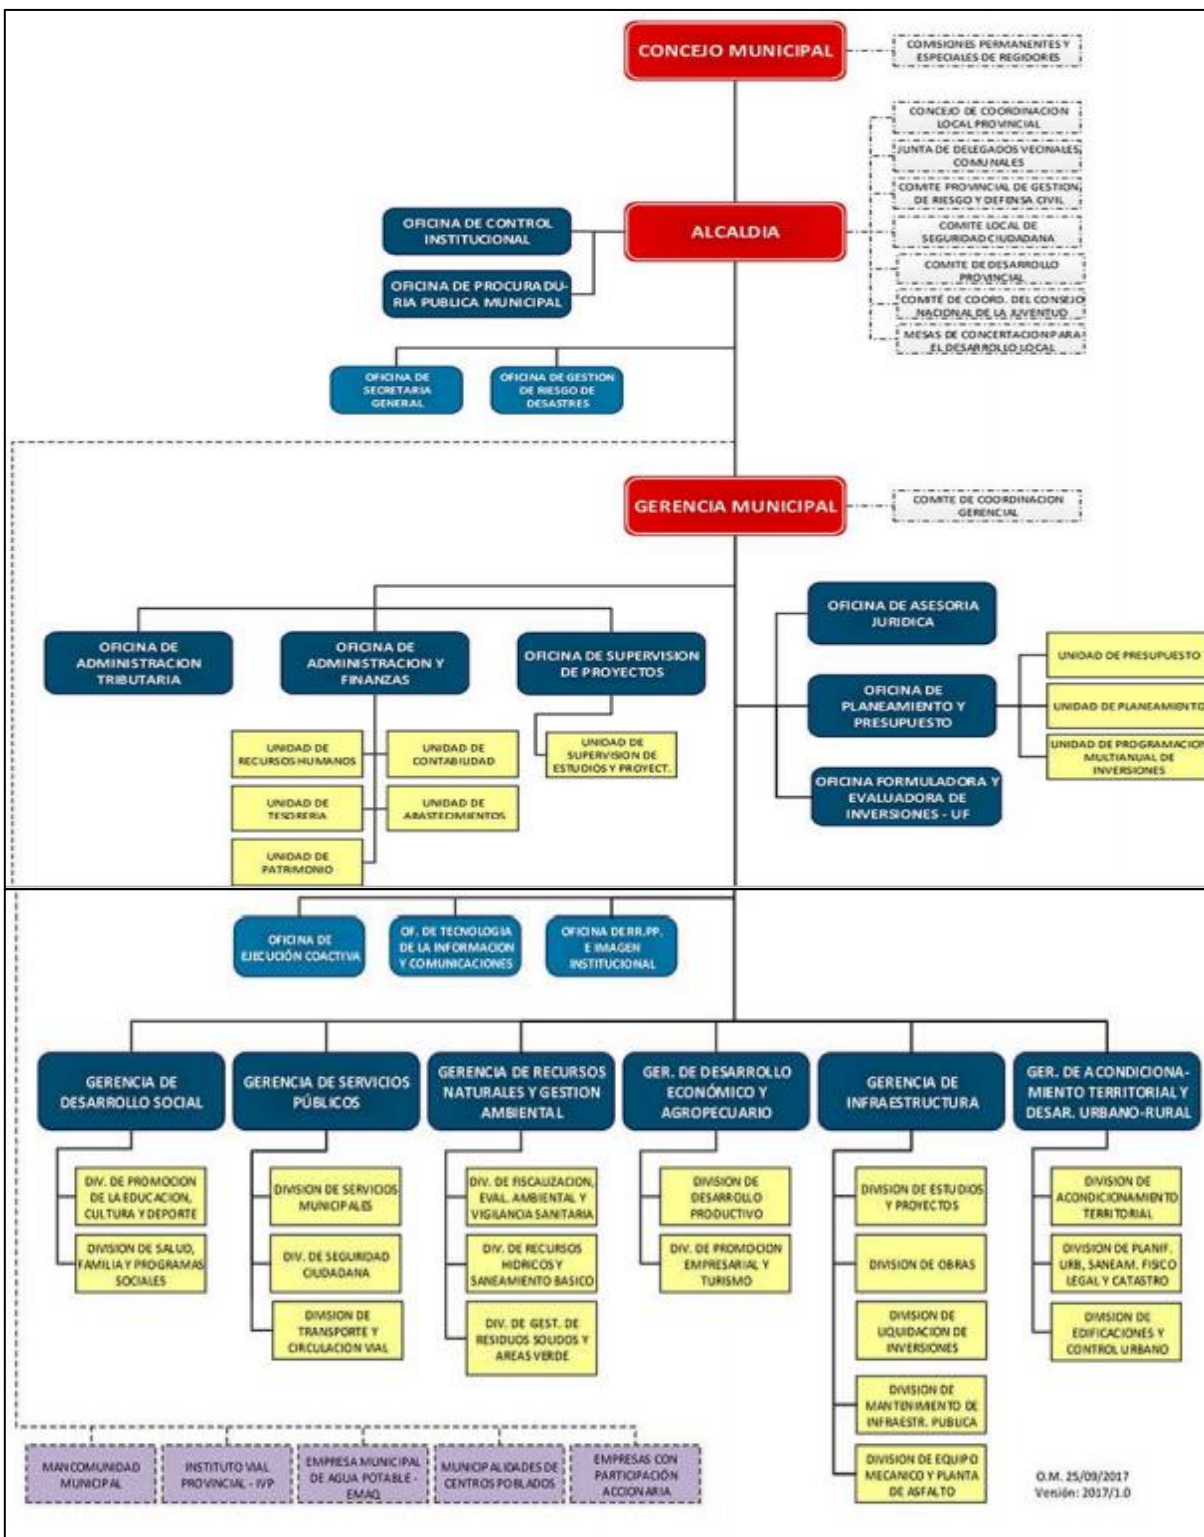 CONCEJO MUNICIPAL
COMISIONES PERMANENTES Y
ESPECIALES DE REGIDORES
CONCEJO DE COORDINACION
LOCAL PROVINCIAL
JUNTA DE DELEGADOS VECINALES,
COMUNALES
COMITE PROVINCIAL DE GESTION
DE RIESGO Y DEFENSA CIVIL
COMITE LOCAL DE
SEGURIDAD CIUDADANA
COMITE DE DESARROLLO
PROVINCIAL
COMITÉ DE COORD. DEL CONSEJO
NACIONAL DE LA JUVENTUD
MESAS DE CONCERTACION PARA
EL DESARROLLO LOCAL
ALCALDIA
OFICINA DE CONTROL
INSTITUCIONAL
OFICINA DE PROCURADU-
RIA PUBLICA MUNICIPAL
OFICINA DE
SECRETARIA
GENERAL
OFICINA DE GESTION
DE RIESGO DE
DESASTRES
GERENCIA MUNICIPAL
COMITE DE COORDINACION
GERENCIAL
OFICINA DE
ADMINISTRACION
TRIBUTARIA
OFICINA DE
ADMINISTRACION Y
FINANZAS
OFICINA DE SUPERVISION
DE PROYECTOS
UNIDAD DE
RECURSOS HUMANOS
UNIDAD DE
CONTABILIDAD
UNIDAD DE
TESORERIA
UNIDAD DE
ABASTECIMIENTOS
UNIDAD DE
PATRIMONIO
UNIDAD DE
SUPERVISION DE
ESTUDIOS Y PROYECT.
OFICINA DE ASESORIA
JURIDICA
OFICINA DE
PLANEAMIENTO Y
PRESUPUESTO
OFICINA FORMULADORA Y
EVALUADORA DE
INVERSIONES - UF
UNIDAD DE PRESUPUESTO
UNIDAD DE PLANEAMIENTO
UNIDAD DE PROGRAMACION
MULTIANUAL DE
INVERSIONES
OFICINA DE
EJECUCIÓN COACTIVA
OF. DE TECNOLOGIA
DE LA INFORMACION
Y COMUNICACIONES
OFICINA DE RR.PP.
E IMAGEN
INSTITUCIONAL
GERENCIA DE
DESARROLLO SOCIAL
DIV. DE PROMOCION
DE LA EDUCACION,
CULTURA Y DEPORTE
DIVISION DE SALUD,
FAMILIA Y PROGRAMAS
SOCIALES
GERENCIA DE SERVICIOS
PÚBLICOS
DIVISION DE SERVICIOS
MUNICIPALES
DIV. DE SEGURIDAD
CIUDADANA
DIVISION DE
TRANSPORTE Y
CIRCULACION VIAL
GERENCIA DE RECURSOS
NATURALES Y GESTION
AMBIENTAL
DIV. DE FISCALIZACION,
EVAL. AMBIENTAL Y
VIGILANCIA SANITARIA
DIV. DE RECURSOS
HIDRICOS Y
SANEAMIENTO BASICO
DIV. DE GEST. DE
RESIDUOS SOLIDOS Y
AREAS VERDE
GER. DE DESARROLLO
ECONÓMICO Y
AGROPECUARIO
DIVISION DE
DESARROLLO
PRODUCTIVO
DIV. DE PROMOCION
EMPRESARIAL Y
TURISMO
GERENCIA DE
INFRAESTRUCTURA
DIVISION DE ESTUDIOS
Y PROYECTOS
DIVISION DE OBRAS
DIVISION DE
LIQUIDACION DE
INVERSIONES
DIVISION DE
MANTENIMIENTO DE
INFRAESTR. PUBLICA
DIVISION DE EQUIPO
MECANICO Y PLANTA
DE ASFALTO
GER. DE ACONDICIONA-
MIENTO TERRITORIAL Y
DESAR. URBANO-RURAL
DIVISION DE
ACONDICIONAMIENTO
TERRITORIAL
DIVISION DE PLANIF.
URB, SANEAM. FISICO
LEGAL Y CATASTRO
DIVISION DE
EDIFICACIONES Y
CONTROL URBANO
MANCOMUNIDAD
MUNICIPAL
INSTITUTO VIAL
PROVINCIAL - IVP
EMPRESA MUNICIPAL
DE AGUA POTABLE -
EMAQ
MUNICIPALIDADES DE
CENTROS POBLADOS
EMPRESAS CON
PARTICIPACIÓN
ACCIONARIA
O.M. 25/09/2017
Versión: 2017/1.0